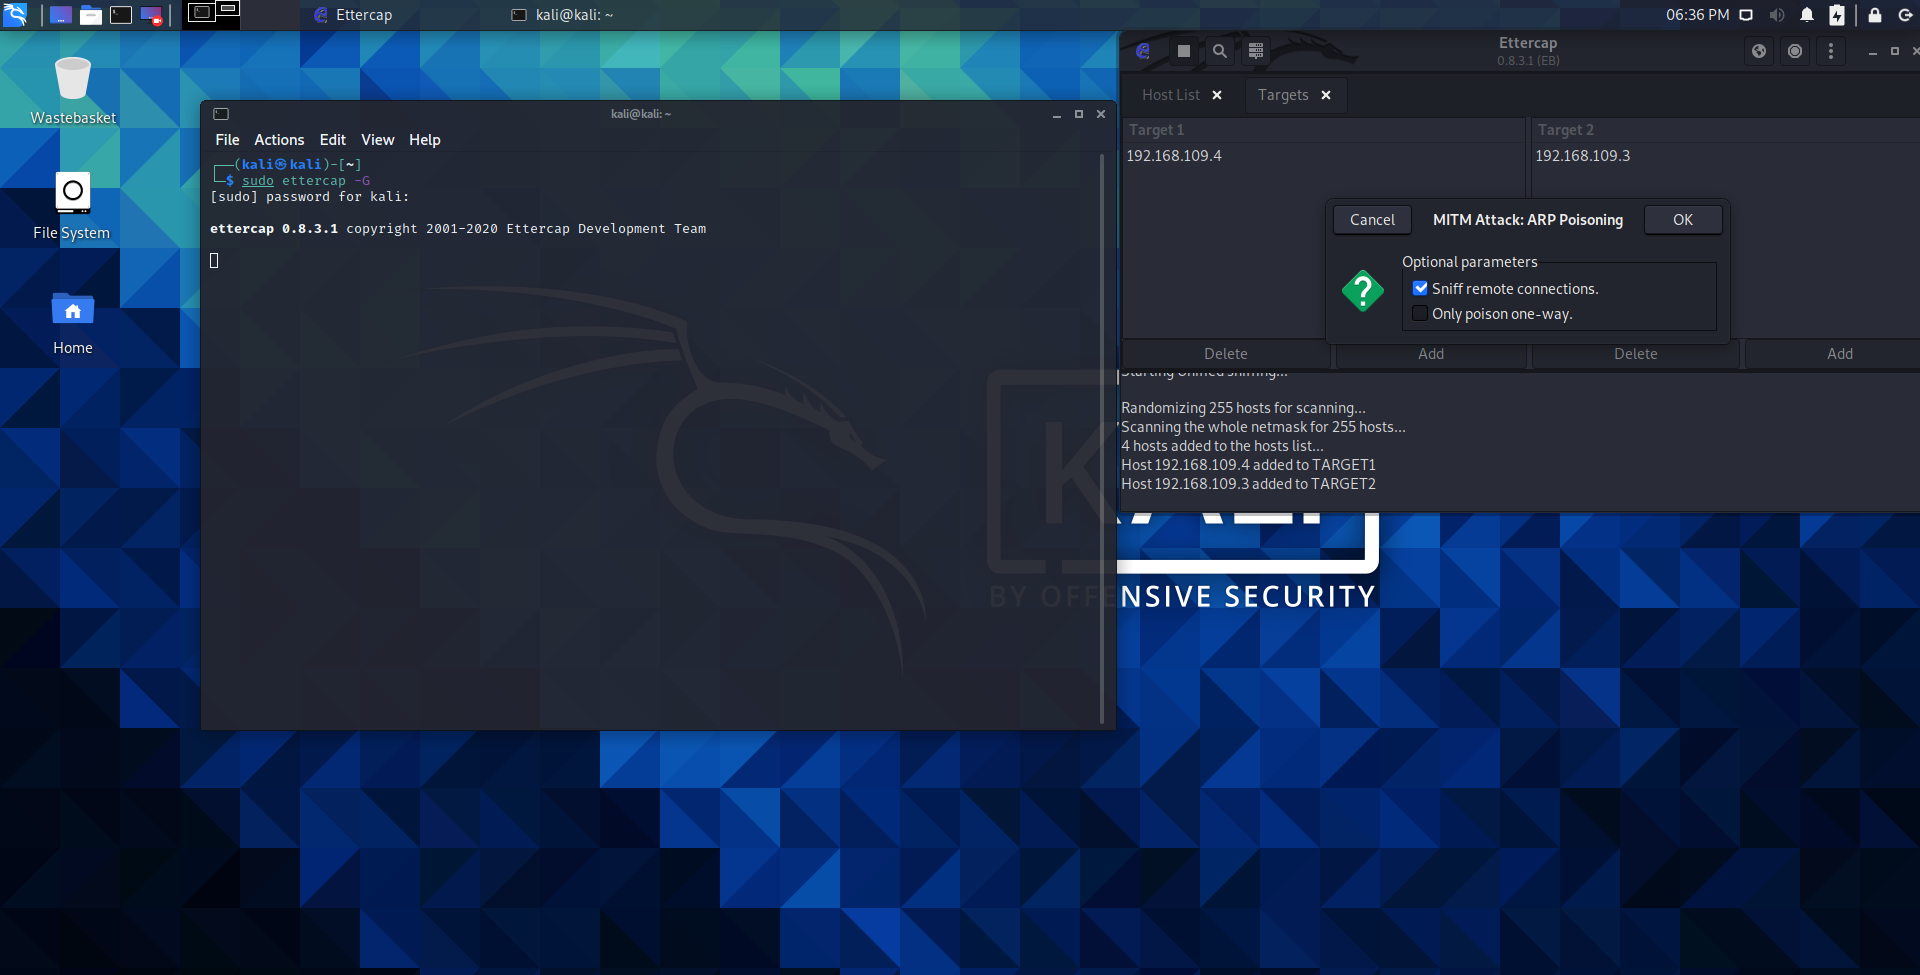 Ettercap
kali@kali: ~
06:36 PM
Wastebasket
File System
Home
kali@kali: ~
File Actions Edit View Help
(kali㉿kali)-[~]
$ sudo ettercap -G
[sudo] password for kali:
ettercap 0.8.3.1 copyright 2001-2020 Ettercap Development Team
Ettercap
0.8.3.1 (EB)
Host List
Targets
Target 1
Target 2
192.168.109.4
192.168.109.3
Cancel
MITM Attack: ARP Poisoning
OK
Optional parameters
Sniff remote connections.
Only poison one-way.
Delete
Add
Delete
Add
Starting Unified sniffing...
Randomizing 255 hosts for scanning...
Scanning the whole netmask for 255 hosts...
4 hosts added to the hosts list...
Host 192.168.109.4 added to TARGET1
Host 192.168.109.3 added to TARGET2
KALI
BY OFFENSIVE SECURITY